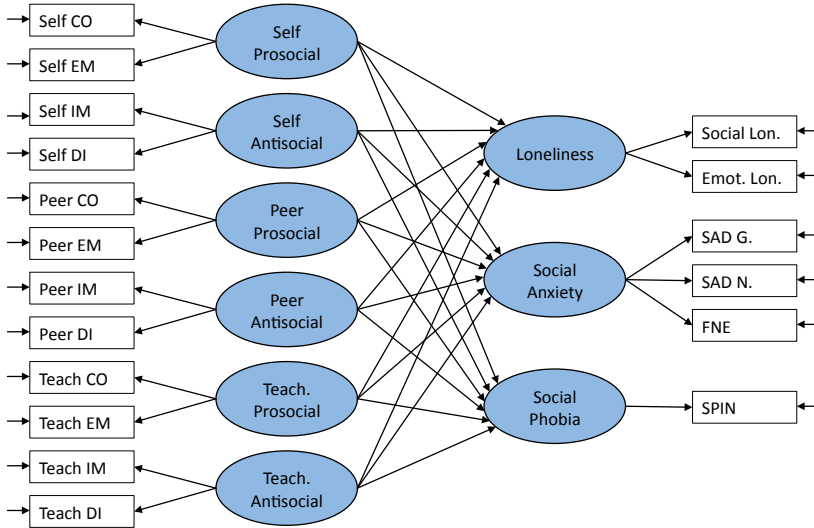 Self CO
Self EM
Self IM
Self DI
Peer CO
Peer EM
Peer IM
Peer DI
Teach CO
Teach EM
Teach IM
Teach DI
Self
Prosocial
Self
Antisocial
Peer
Prosocial
Peer
Antisocial
Teach.
Prosocial
Teach.
Antisocial
Loneliness
Social
Anxiety
Social
Phobia
Social Lon.
Emot. Lon.
SAD G.
SAD N.
FNE
SPIN